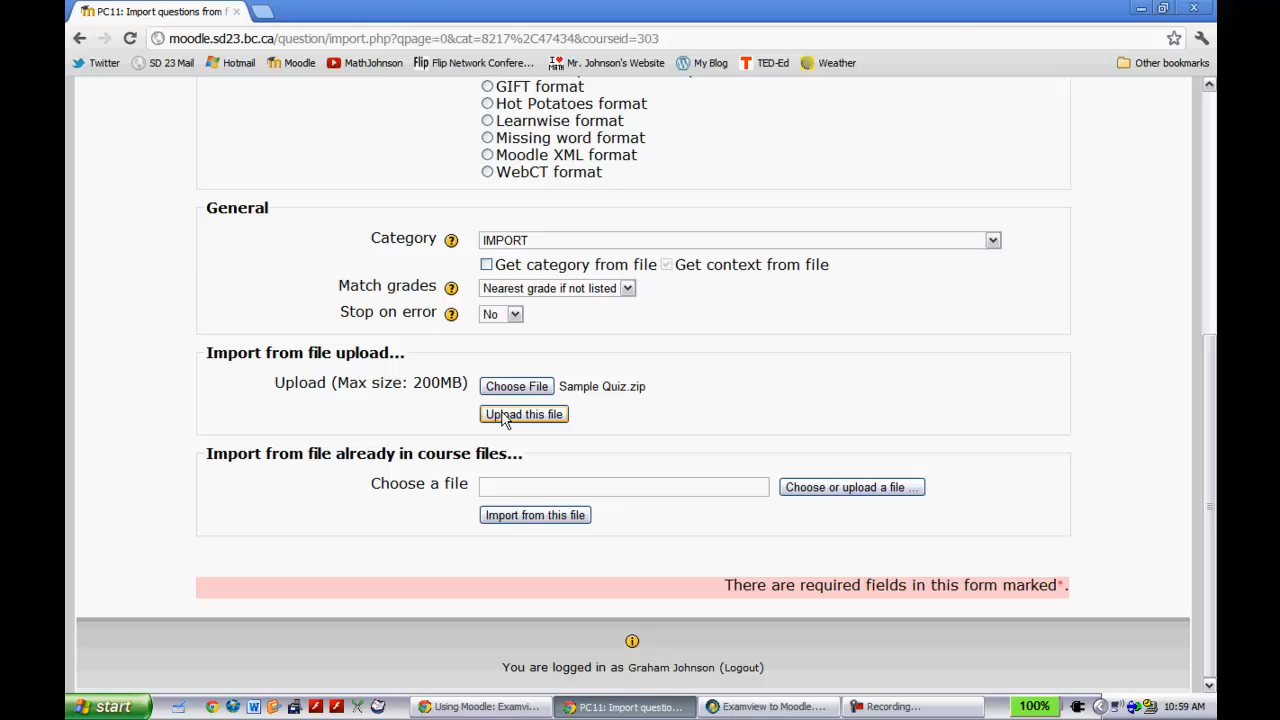 PC11: Import questions from f
moodle.sd23.bc.ca/question/import.php?qpage=0&cat=8217%2C47434&courseid=303
Twitter SD 23 Mail Hotmail Moodle MathJohnson Flip Flip Network Confere... I MATH Mr. Johnson's Website My Blog T TED-Ed Weather Other bookmarks
GIFT format
Hot Potatoes format
Learnwise format
Missing word format
Moodle XML format
WebCT format
General
Category ? IMPORT
Get category from file Get context from file
Match grades ? Nearest grade if not listed
Stop on error ? No
Import from file upload...
Upload (Max size: 200MB) Choose File Sample Quiz.zip
Upload this file
Import from file already in course files...
Choose a file Choose or upload a file ...
Import from this file
There are required fields in this form marked*.
You are logged in as Graham Johnson (Logout)
start Using Moodle: Examvi... PC11: Import questio... Examview to Moodle.... Recording... 100% 10:59 AM